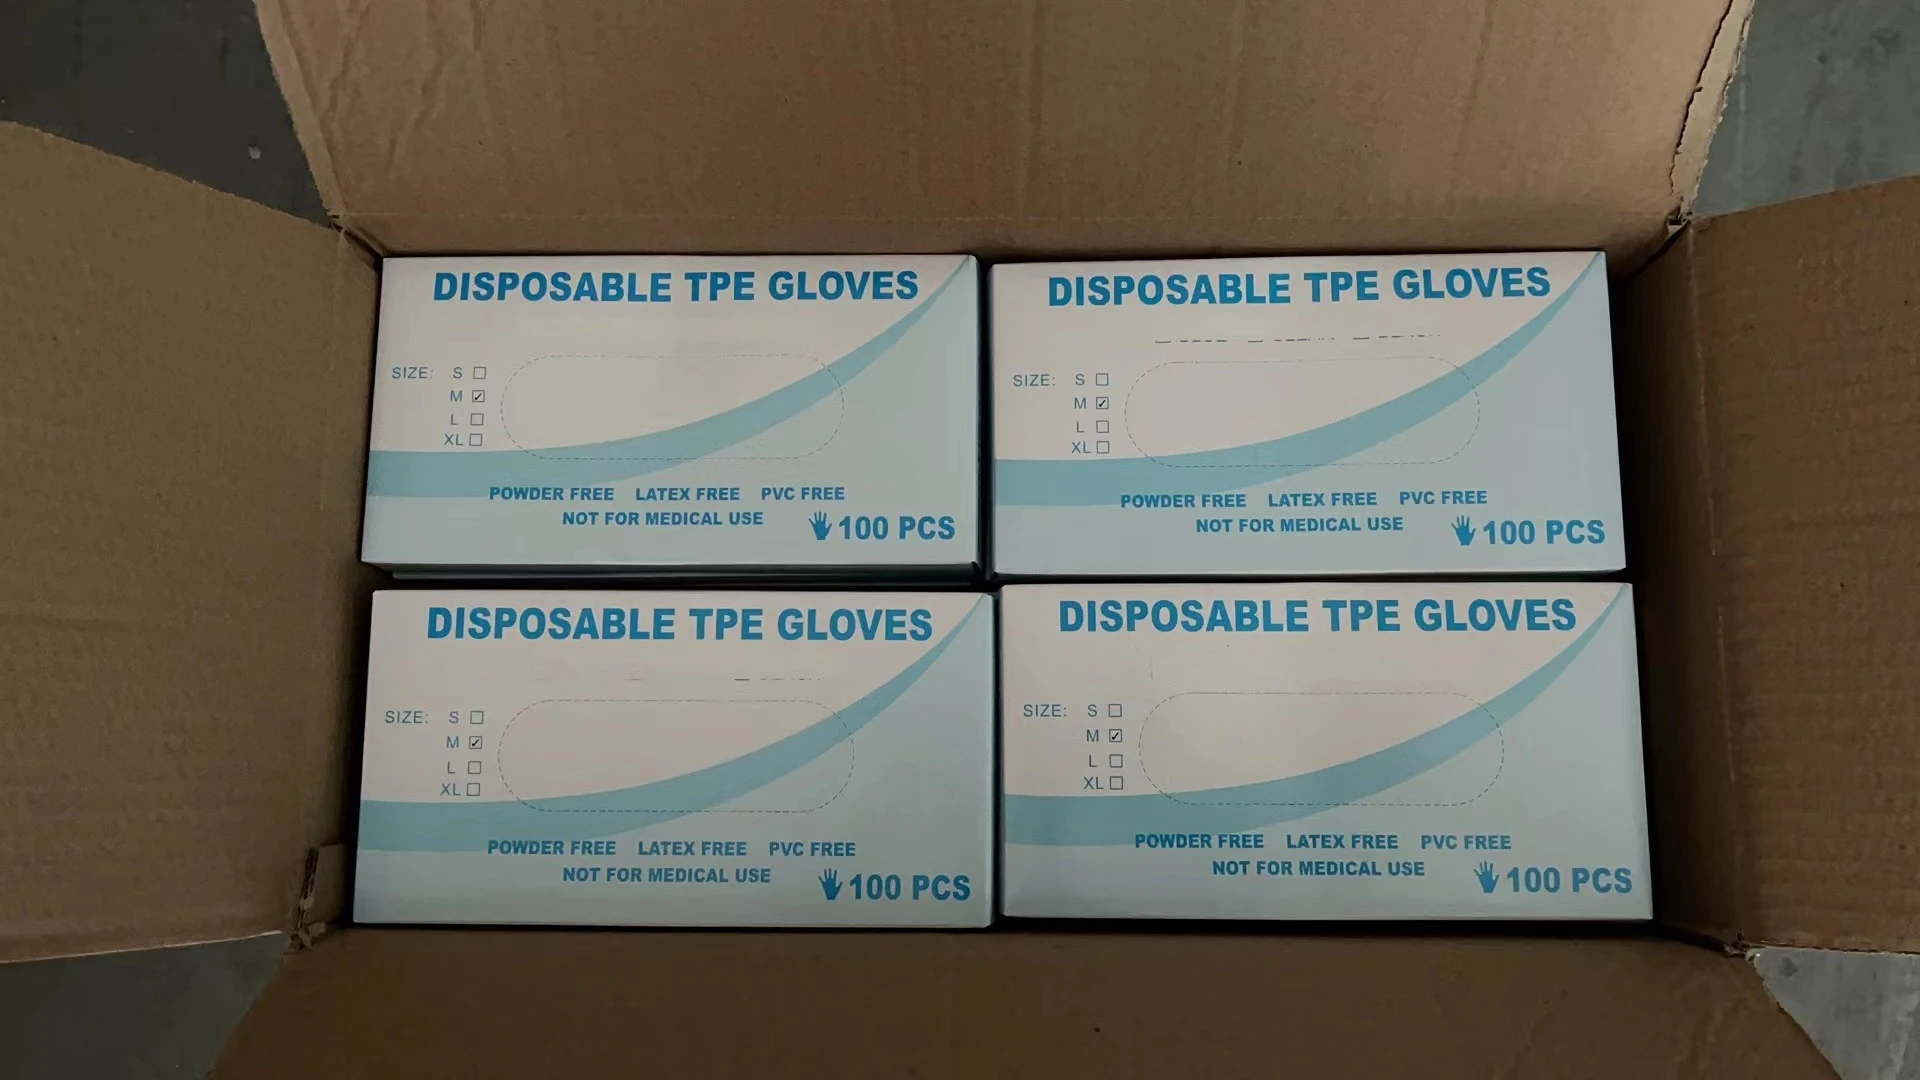 DISPOSABLE TPE GLOVES
SIZE: S
M
L
XL
POWDER FREE LATEX FREE PVC FREE
NOT FOR MEDICAL USE
100 PCS
DISPOSABLE TPE GLOVES
SIZE: S
M
L
XL
POWDER FREE LATEX FREE PVC FREE
NOT FOR MEDICAL USE
100 PCS
DISPOSABLE TPE GLOVES
SIZE: S
M
L
XL
POWDER FREE LATEX FREE PVC FREE
NOT FOR MEDICAL USE
100 PCS
DISPOSABLE TPE GLOVES
SIZE: S
M
L
XL
POWDER FREE LATEX FREE PVC FREE
NOT FOR MEDICAL USE
100 PCS